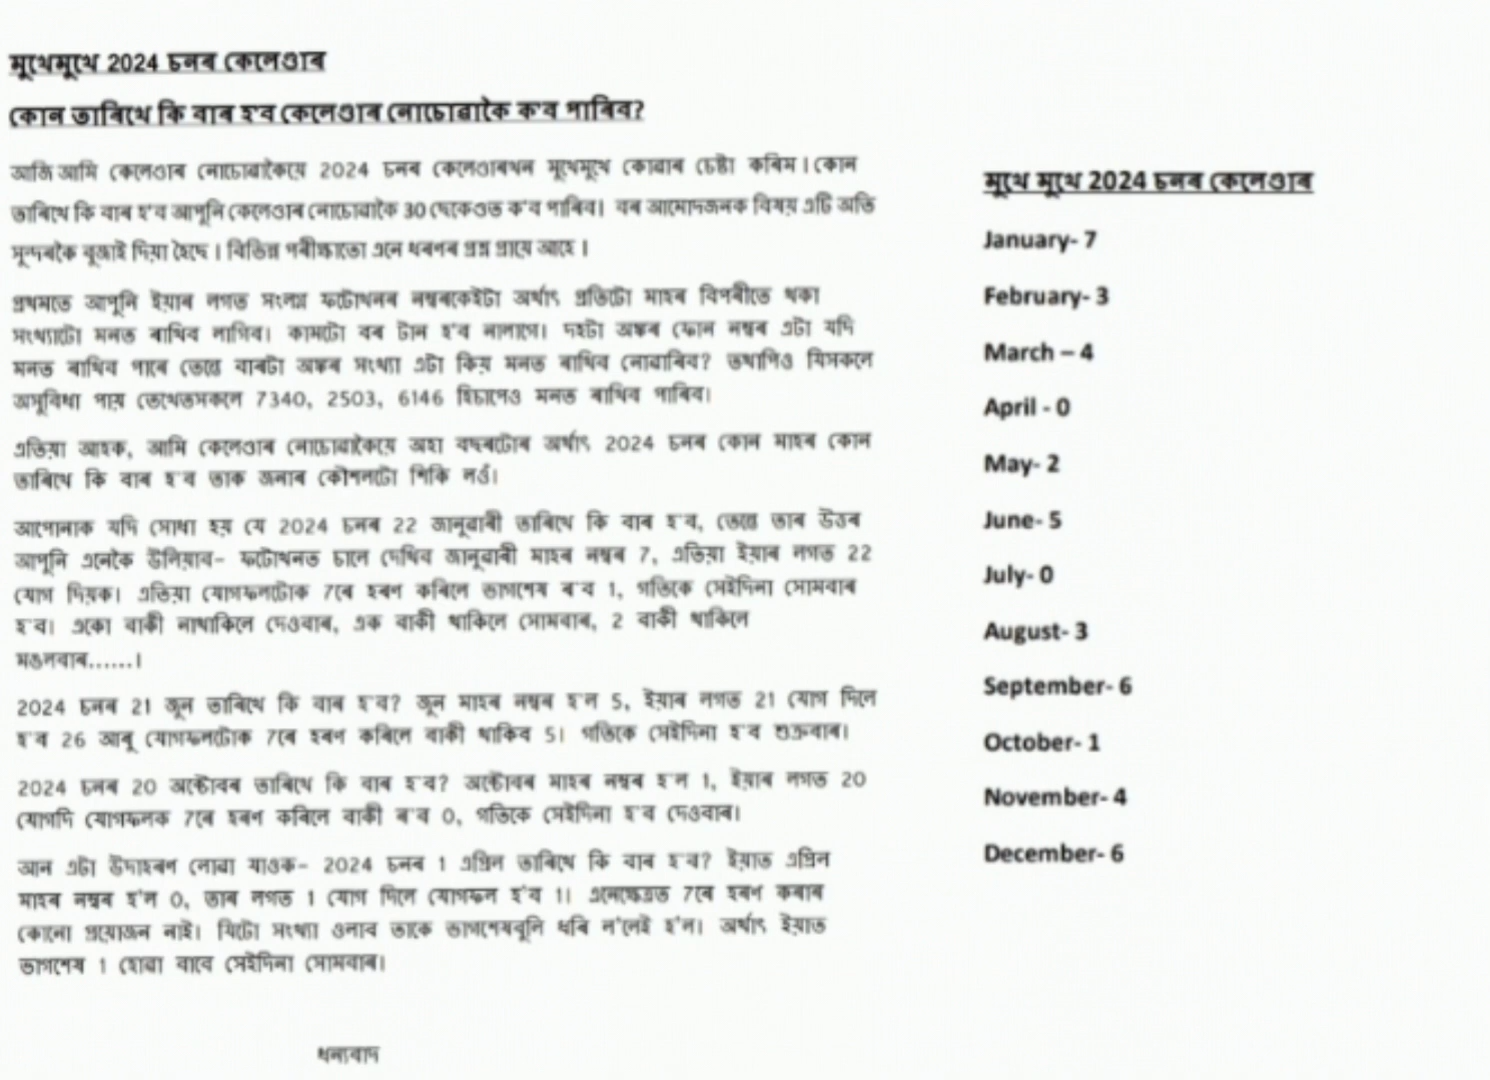 মুখেমুখে 2024 চনৰ কেলেণ্ডাৰ
কোন তাৰিখে কি বাৰ হ'ব কেলেণ্ডাৰ নোচোৱাকৈ ক'ব পাৰিব?
আজি আমি কেলেণ্ডাৰ নোচোৱাকৈয়ে 2024 চনৰ কেলেণ্ডাৰখন মুখেমুখে কোৱাৰ চেষ্টা কৰিম । কোন
তাৰিখে কি বাৰ হ'ব আপুনি কেলেণ্ডাৰ নোচোৱাকৈ 30 ছেকেণ্ডত ক'ব পাৰিব। বৰ আমোদজনক বিষয় এটি অতি
সুন্দৰকৈ বুজাই দিয়া হৈছে । বিভিন্ন পৰীক্ষাতো এনে ধৰণৰ প্ৰশ্ন প্ৰায়ে আহে ।
প্ৰথমতে আপুনি ইয়াৰ লগত সংলগ্ন ফটোখনৰ নম্বৰকেইটা অৰ্থাৎ প্ৰতিটো মাহৰ বিপৰীতে থকা
সংখ্যাটো মনত ৰাখিব লাগিব। কামটো বৰ টান হ'ব নালাগে। দহটা অঙ্কৰ ফোন নম্বৰ এটা যদি
মনত ৰাখিব পাৰে তেন্তে বাৰটা অঙ্কৰ সংখ্যা এটা কিয় মনত ৰাখিব নোৱাৰিব? তথাপিও যিসকলে
অসুবিধা পায় তেখেতসকলে 7340, 2503, 6146 হিচাপেও মনত ৰাখিব পাৰিব।
এতিয়া আহক, আমি কেলেণ্ডাৰ নোচোৱাকৈয়ে অহা বছৰটোৰ অৰ্থাৎ 2024 চনৰ কোন মাহৰ কোন
তাৰিখে কি বাৰ হ'ব তাক জনাৰ কৌশলটো শিকি লওঁ।
আপোনাক যদি সোধা হয় যে 2024 চনৰ 22 জানুৱাৰী তাৰিখে কি বাৰ হ'ব, তেন্তে তাৰ উত্তৰ
আপুনি এনেকৈ উলিয়াব- ফটোখনত চালে দেখিব জানুৱাৰী মাহৰ নম্বৰ 7, এতিয়া ইয়াৰ লগত 22
যোগ দিয়ক। এতিয়া যোগফলটোক 7ৰে হৰণ কৰিলে ভাগশেষ ৰ'ব 1, গতিকে সেইদিনা সোমবাৰ
হ'ব। একো বাকী নাথাকিলে দেওবাৰ, এক বাকী থাকিলে সোমবাৰ, 2 বাকী থাকিলে
মঙলবাৰ......।
2024 চনৰ 21 জুন তাৰিখে কি বাৰ হ'ব? জুন মাহৰ নম্বৰ হ'ল 5, ইয়াৰ লগত 21 যোগ দিলে
হ'ব 26 আৰু যোগফলটোক 7ৰে হৰণ কৰিলে বাকী থাকিব 5। গতিকে সেইদিনা হ'ব শুক্ৰবাৰ।
2024 চনৰ 20 অক্টোবৰ তাৰিখে কি বাৰ হ'ব? অক্টোবৰ মাহৰ নম্বৰ হ'ল 1, ইয়াৰ লগত 20
যোগদি যোগফলক 7ৰে হৰণ কৰিলে বাকী ৰ'ব 0, গতিকে সেইদিনা হ'ব দেওবাৰ।
আন এটা উদাহৰণ লোৱা যাওক- 2024 চনৰ 1 এপ্ৰিল তাৰিখে কি বাৰ হ'ব? ইয়াত এপ্ৰিল
মাহৰ নম্বৰ হ'ল 0, তাৰ লগত 1 যোগ দিলে যোগফল হ'ব 1। এনেক্ষেত্ৰত 7ৰে হৰণ কৰাৰ
কোনো প্ৰয়োজন নাই। যিটো সংখ্যা ওলাব তাকে ভাগশেষবুলি ধৰি ল'লেই হ'ল। অৰ্থাৎ ইয়াত
ভাগশেষ 1 হোৱা বাবে সেইদিনা সোমবাৰ।
ধন্যবাদ
মুখে মুখে 2024 চনৰ কেলেণ্ডাৰ
January- 7
February- 3
March – 4
April - 0
May- 2
June- 5
July- 0
August- 3
September- 6
October- 1
November- 4
December- 6